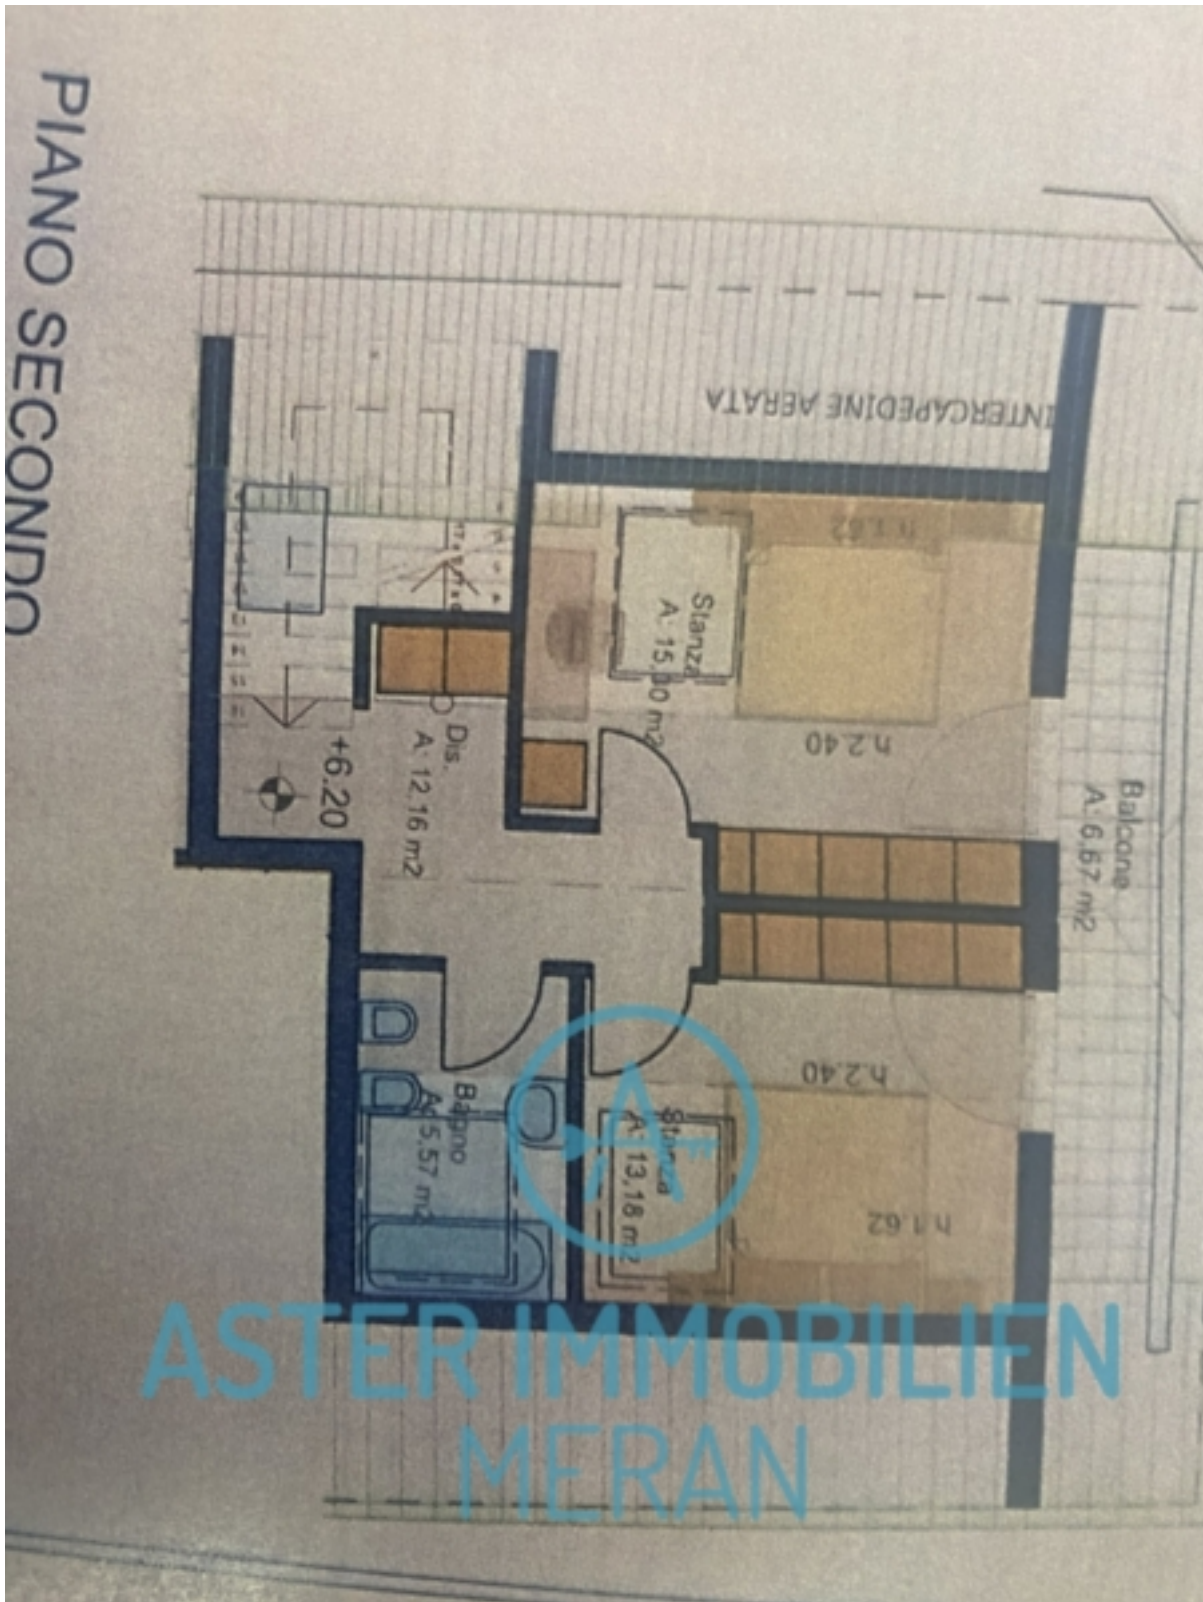 PIANO SECONDO
INTERCAPEDINE AERATA
h.1.62
Stanza
A: 15,
m2
h.2.40
Dis.
A: 12,16 m2
+6.20
Balcone
A: 6,67 m2
h.2.40
Bagno
A: 5,57 m2
Stanza
A: 13,18 m2
h.1.62
ASTER IMMOBILIEN
MERAN